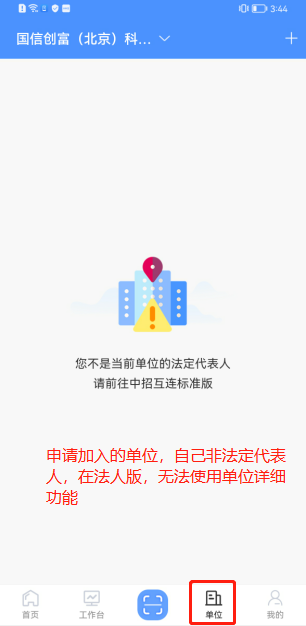 3:44
国信创富（北京）科...
您不是当前单位的法定代表人
请前往中招互连标准版
申请加入的单位，自己非法定代表
人，在法人版，无法使用单位详细
功能
首页 工作台 单位 我的